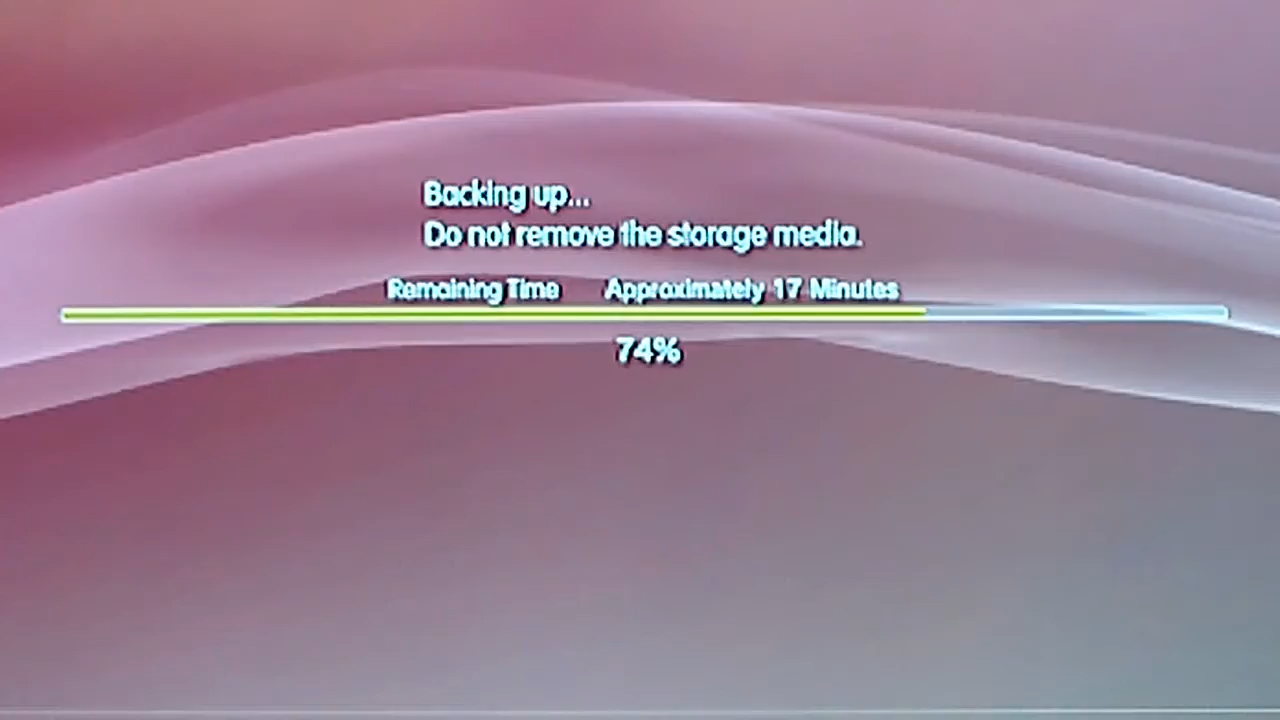 Backing up...
Do not remove the storage media.
Remaining Time Approximately 17 Minutes
74%